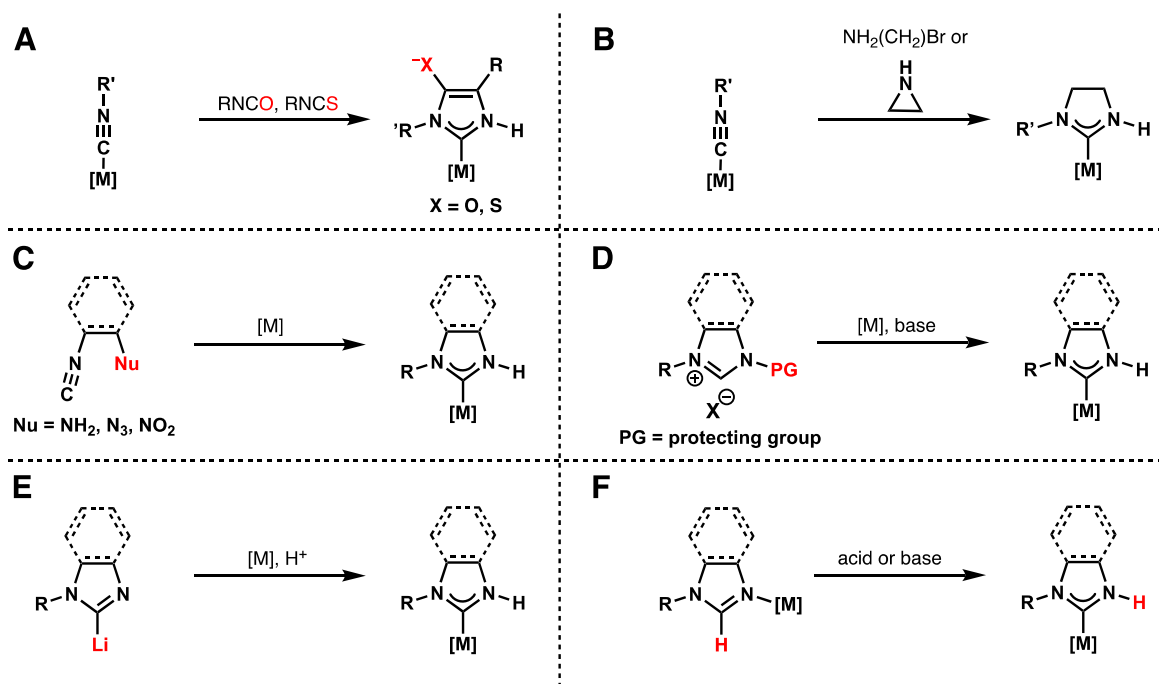 A
R'
N
C
[M]
RNCO, RNCS
⁻X
R
'R
N
N
H
[M]
X = O, S
B
R'
N
C
[M]
NH₂(CH₂)Br or
H
N
R'
N
N
H
[M]
C
N
C
Nu
Nu = NH₂, N₃, NO₂
[M]
R
N
N
H
[M]
D
R
N
N
PG
⊕
X⊖
PG = protecting group
[M], base
R
N
N
H
[M]
E
R
N
N
Li
[M], H⁺
R
N
N
H
[M]
F
R
N
N
[M]
H
acid or base
R
N
N
H
[M]